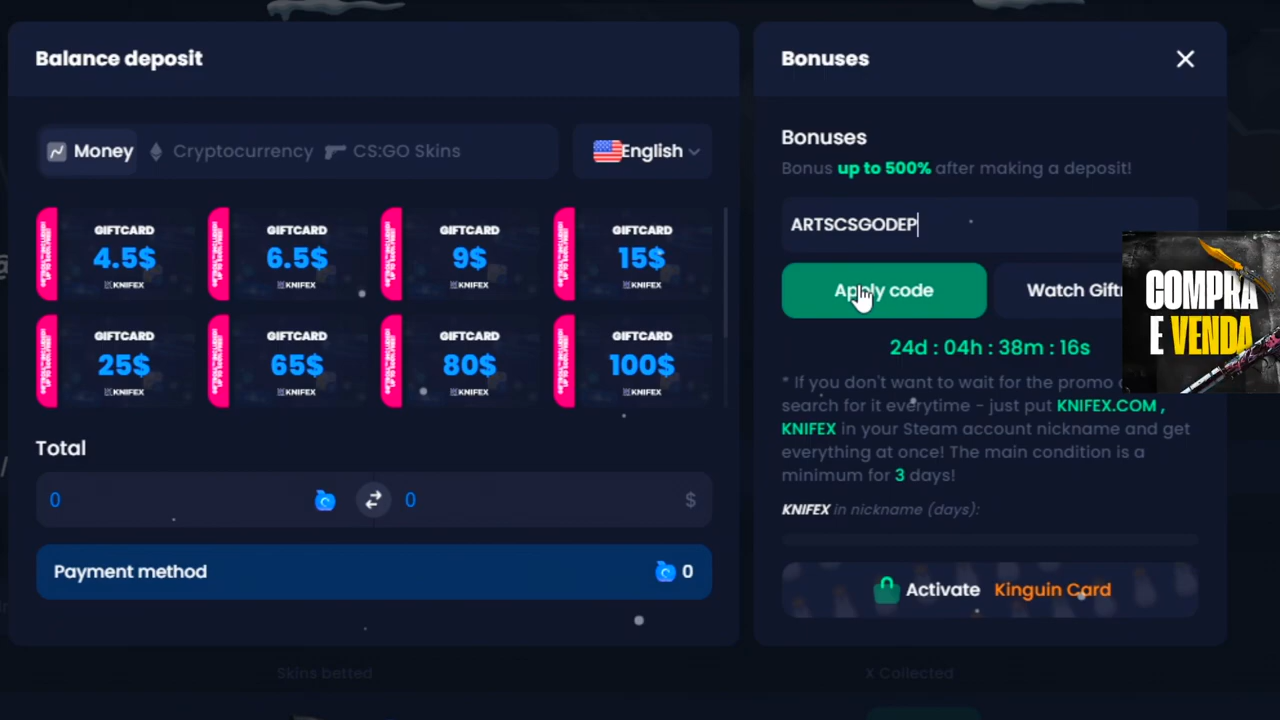 Balance deposit
Money
Cryptocurrency
CS:GO Skins
English
GIFTCARD
4.5$
KNIFEX
GIFTCARD
6.5$
KNIFEX
GIFTCARD
9$
KNIFEX
GIFTCARD
15$
KNIFEX
GIFTCARD
25$
KNIFEX
GIFTCARD
65$
KNIFEX
GIFTCARD
80$
KNIFEX
GIFTCARD
100$
KNIFEX
Total
0
0 $
Payment method 0
Bonuses
Bonuses
Bonus up to 500% after making a deposit!
ARTSCSGODEP
Apply code
Watch
24d : 04h : 38m : 16s
* If you don't want to wait for the promo
search for it everytime - just put KNIFEX.COM ,
KNIFEX in your Steam account nickname and get
everything at once! The main condition is a
minimum for 3 days!
KNIFEX in nickname (days):
Activate Kinguin Card
COMPRA
E VENDA
Skins betted
Collected